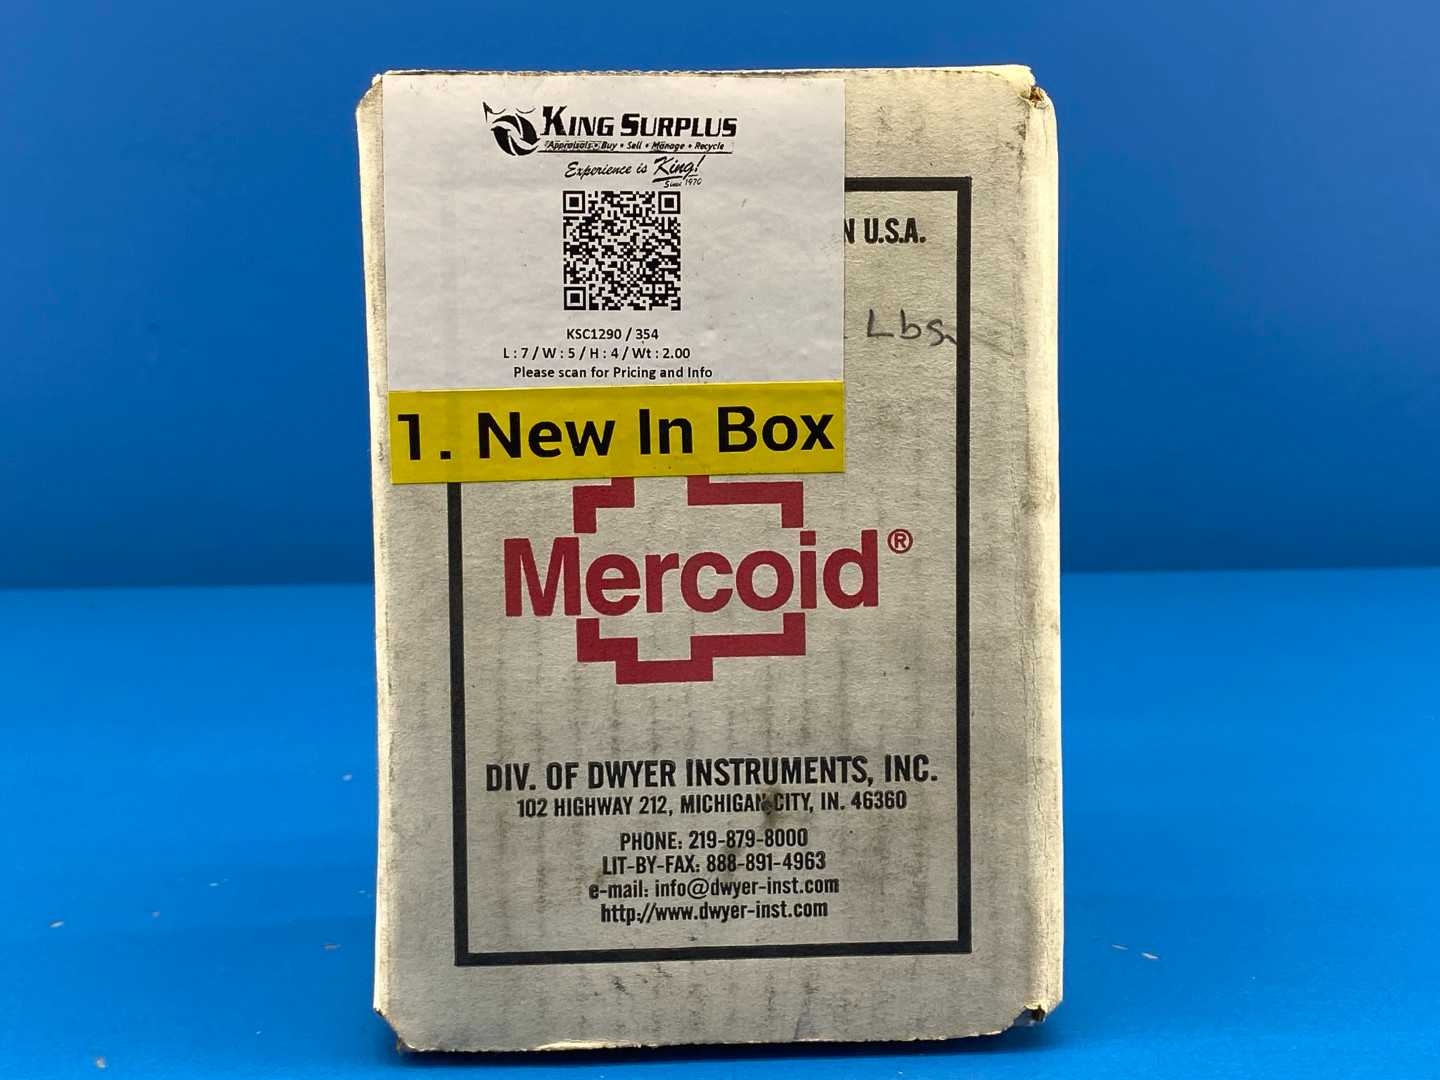 KING SURPLUS
Appraisals • Buy • Sell • Manage • Recycle
Experience is King!
Since 1970
N U.S.A.
KSC1290 / 354
L : 7 / W : 5 / H : 4 / Wt : 2.00
Please scan for Pricing and Info
Lbs.
1. New In Box
Mercoid®
DIV. OF DWYER INSTRUMENTS, INC.
102 HIGHWAY 212, MICHIGAN CITY, IN. 46360
PHONE: 219-879-8000
LIT-BY-FAX: 888-891-4963
e-mail: info@dwyer-inst.com
http://www.dwyer-inst.com